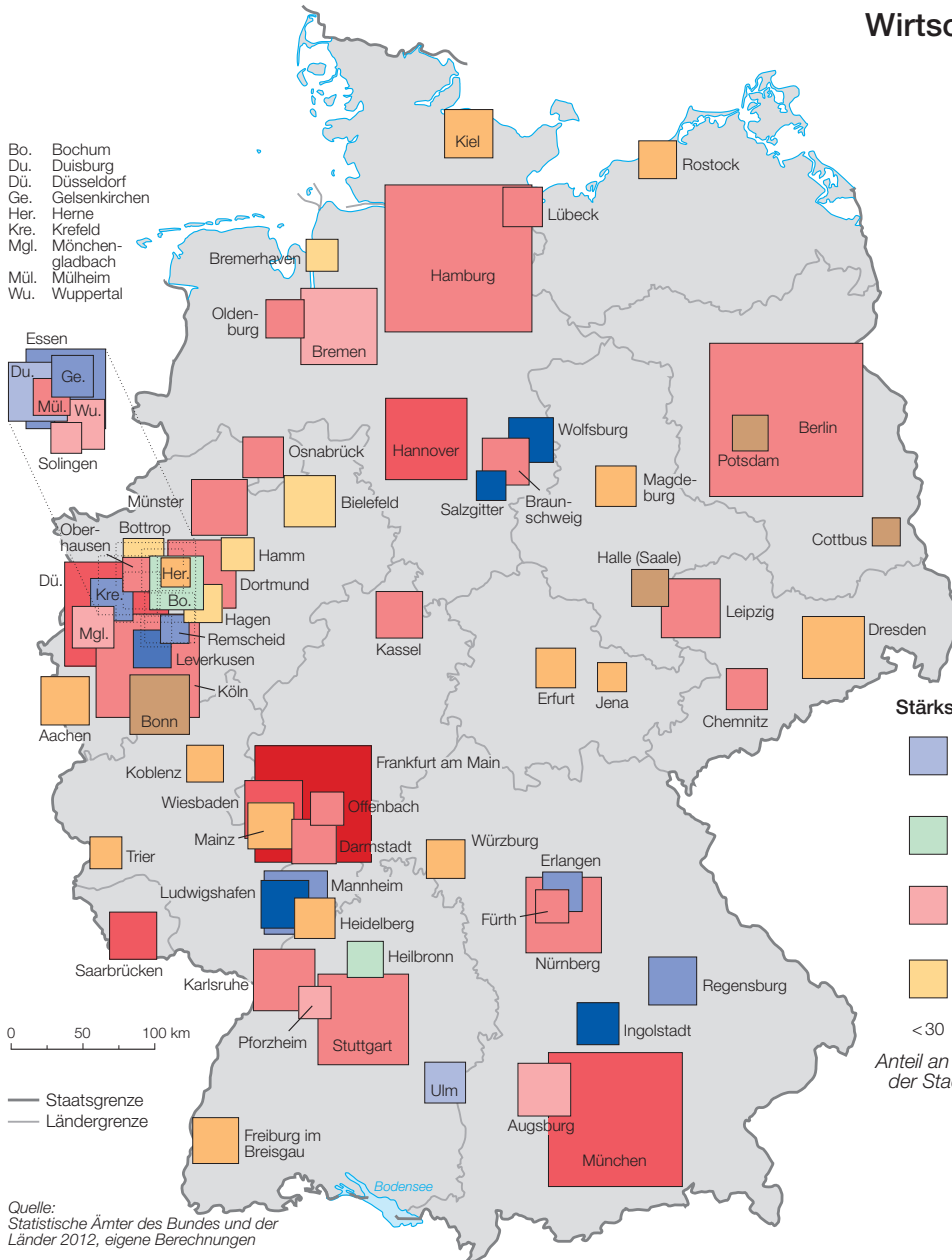 Wirtsc
Bo. Bochum
Du. Duisburg
Dü. Düsseldorf
Ge. Gelsenkirchen
Her. Herne
Kre. Krefeld
Mgl. Mönchen-
gladbach
Mül. Mülheim
Wu. Wuppertal
Kiel
Rostock
Lübeck
Hamburg
Bremerhaven
Olden-
burg
Bremen
Essen
Du.
Ge.
Mül.
Wu.
Solingen
Berlin
Potsdam
Hannover
Wolfsburg
Braun-
schweig
Salzgitter
Magde-
burg
Osnabrück
Münster
Bielefeld
Cottbus
Bottrop
Ober-
hausen
Hamm
Dortmund
Halle (Saale)
Leipzig
Dü.
Her.
Kre.
Bo.
Hagen
Mgl.
Remscheid
Leverkusen
Köln
Kassel
Dresden
Erfurt
Jena
Chemnitz
Aachen
Bonn
Koblenz
Frankfurt am Main
Wiesbaden
Offenbach
Mainz
Darmstadt
Trier
Würzburg
Erlangen
Fürth
Nürnberg
Mannheim
Ludwigshafen
Heidelberg
Saarbrücken
Heilbronn
Karlsruhe
Regensburg
Pforzheim
Stuttgart
Ingolstadt
Ulm
Augsburg
München
Freiburg im
Breisgau
Bodensee
Stärks
< 30
Anteil an
der Sta
0 50 100 km
Staatsgrenze
Ländergrenze
Quelle:
Statistische Ämter des Bundes und der
Länder 2012, eigene Berechnungen